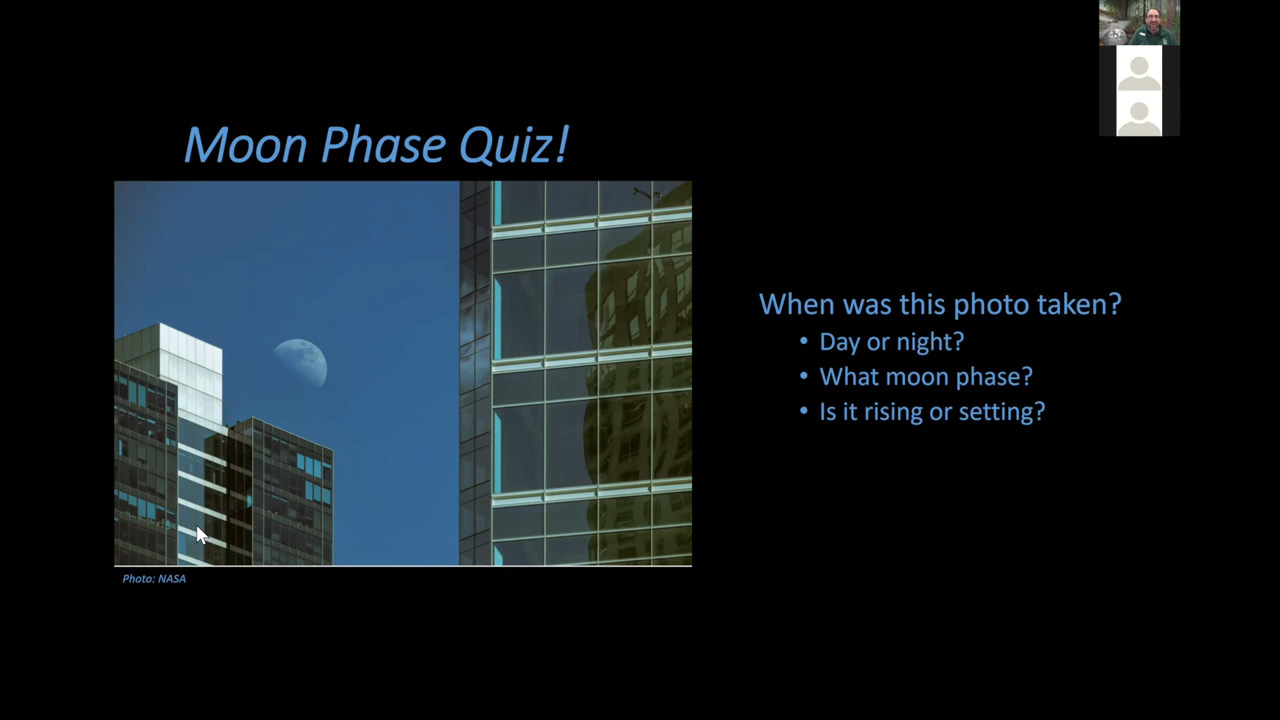 Moon Phase Quiz!
When was this photo taken?
• Day or night?
• What moon phase?
• Is it rising or setting?
Photo: NASA